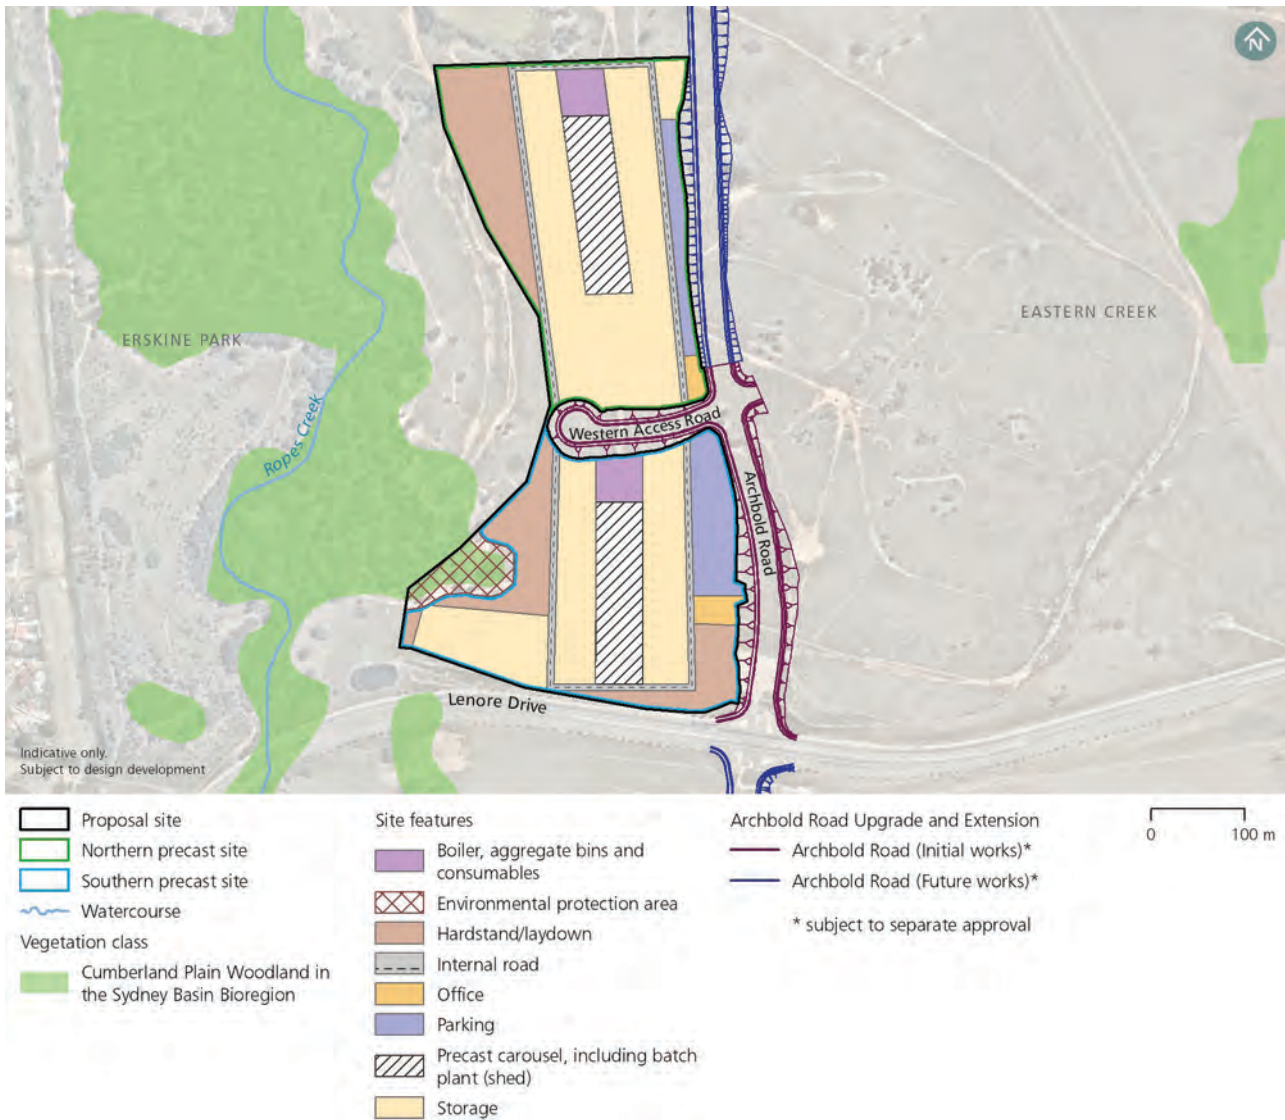 N
ERSKINE PARK
EASTERN CREEK
Ropes Creek
Western Access Road
Archbold Road
Lenore Drive
Indicative only.
Subject to design development
Proposal site
Northern precast site
Southern precast site
Watercourse
Vegetation class
Cumberland Plain Woodland in
the Sydney Basin Bioregion
Site features
Boiler, aggregate bins and
consumables
Environmental protection area
Hardstand/laydown
Internal road
Office
Parking
Precast carousel, including batch
plant (shed)
Storage
Archbold Road Upgrade and Extension
Archbold Road (Initial works)*
Archbold Road (Future works)*
* subject to separate approval
0 100 m